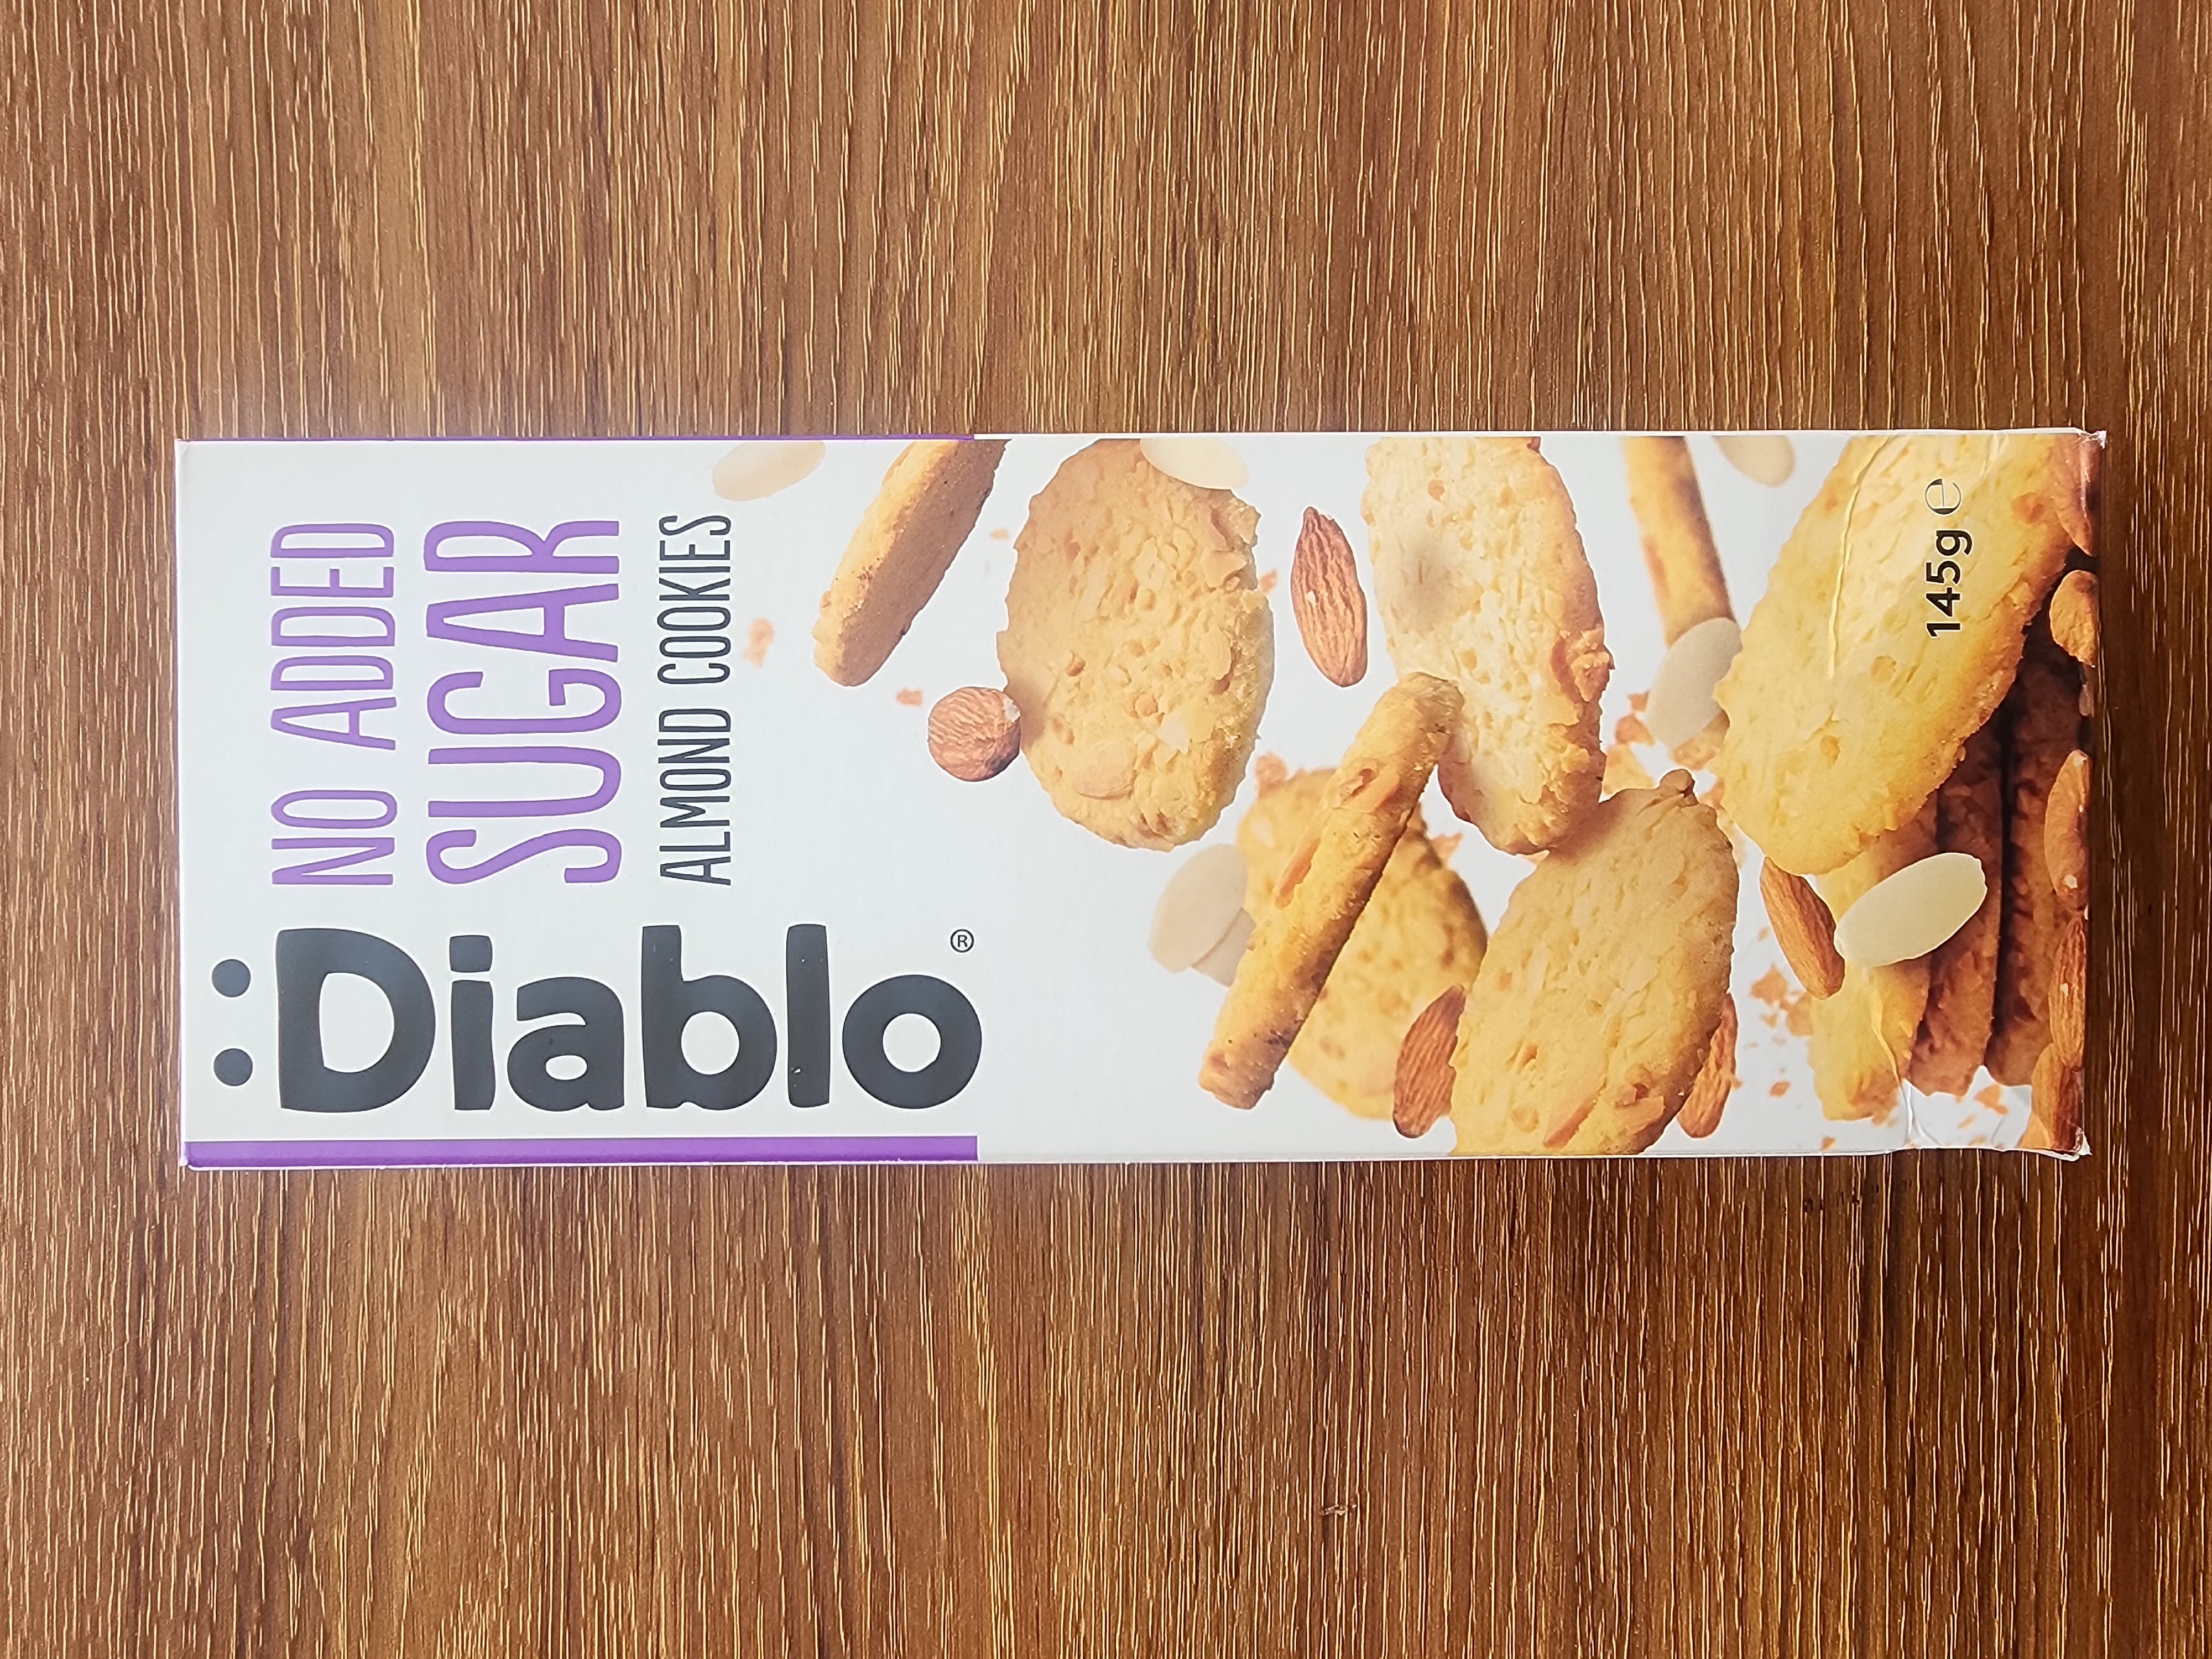 :Diablo®
NO ADDED
SUGAR
ALMOND COOKIES
145g ℮